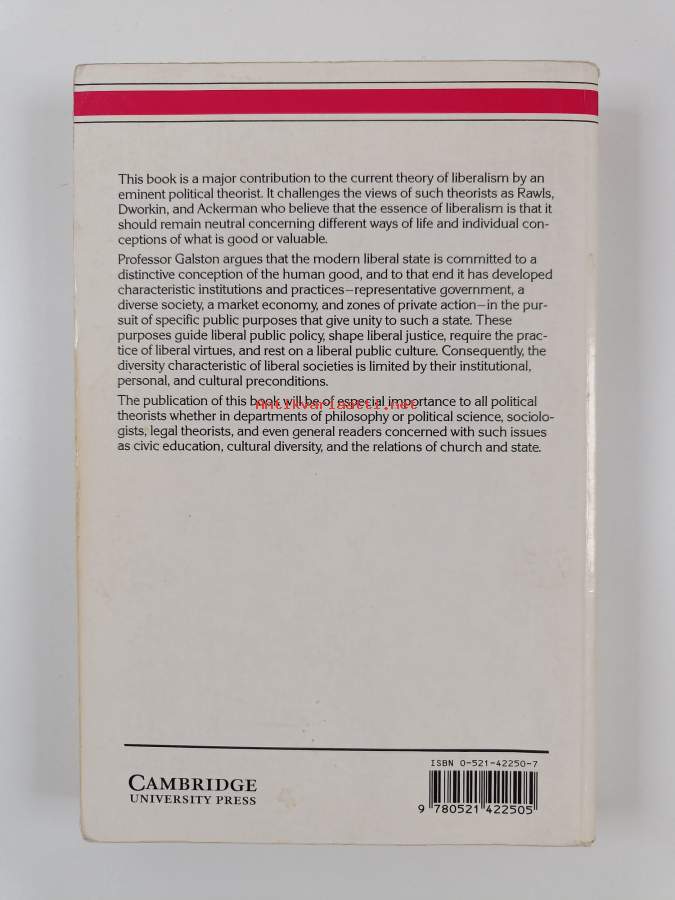 This book is a major contribution to the current theory of liberalism by an
eminent political theorist. It challenges the views of such theorists as Rawls,
Dworkin, and Ackerman who believe that the essence of liberalism is that it
should remain neutral concerning different ways of life and individual con-
ceptions of what is good or valuable.
Professor Galston argues that the modern liberal state is committed to a
distinctive conception of the human good, and to that end it has developed
characteristic institutions and practices—representative government, a
diverse society, a market economy, and zones of private action—in the pur-
suit of specific public purposes that give unity to such a state. These
purposes guide liberal public policy, shape liberal justice, require the prac-
tice of liberal virtues, and rest on a liberal public culture. Consequently, the
diversity characteristic of liberal societies is limited by their institutional,
personal, and cultural preconditions.
The publication of this book will be of especial importance to all political
Antikvariaatti.net
theorists whether in departments of philosophy or political science, sociolo-
gists, legal theorists, and even general readers concerned with such issues
as civic education, cultural diversity, and the relations of church and state.
ISBN 0-521-42250-7
CAMBRIDGE
UNIVERSITY PRESS
9 780521 422505